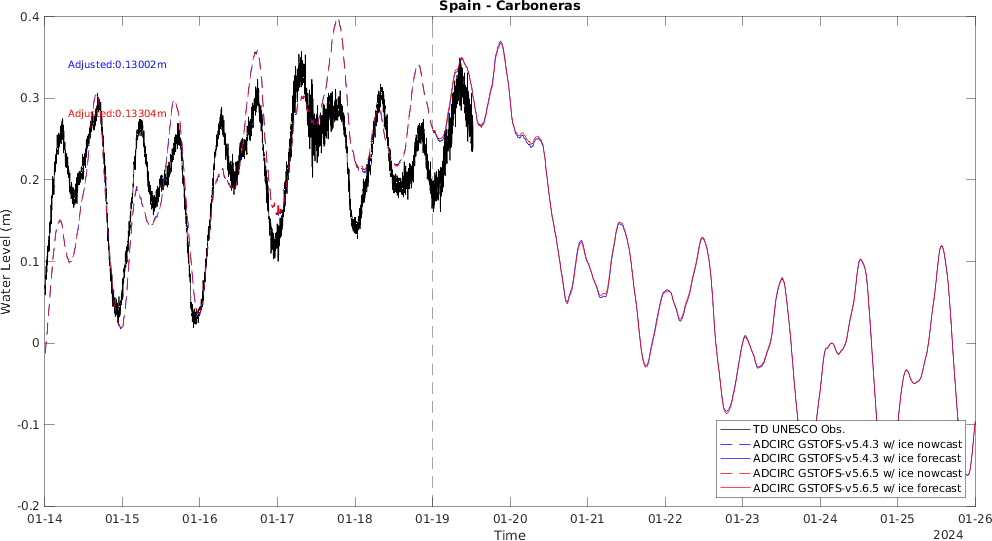 Spain - Carboneras
0.4
0.3
0.2
0.1
0
-0.1
-0.2
Water Level (m)
Adjusted:0.13002m
Adjusted:0.13304m
TD UNESCO Obs.
ADCIRC GSTOFS-v5.4.3 w/ ice nowcast
ADCIRC GSTOFS-v5.4.3 w/ ice forecast
ADCIRC GSTOFS-v5.6.5 w/ ice nowcast
ADCIRC GSTOFS-v5.6.5 w/ ice forecast
01-14 01-15 01-16 01-17 01-18 01-19 01-20 01-21 01-22 01-23 01-24 01-25 01-26
Time
2024